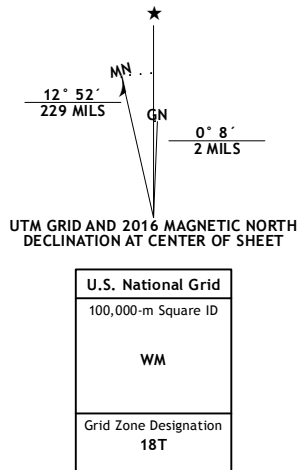 ★
MN
GN
12° 52´
229 MILS
0° 8´
2 MILS
UTM GRID AND 2016 MAGNETIC NORTH
DECLINATION AT CENTER OF SHEET
U.S. National Grid
100,000-m Square ID
WM
Grid Zone Designation
18T